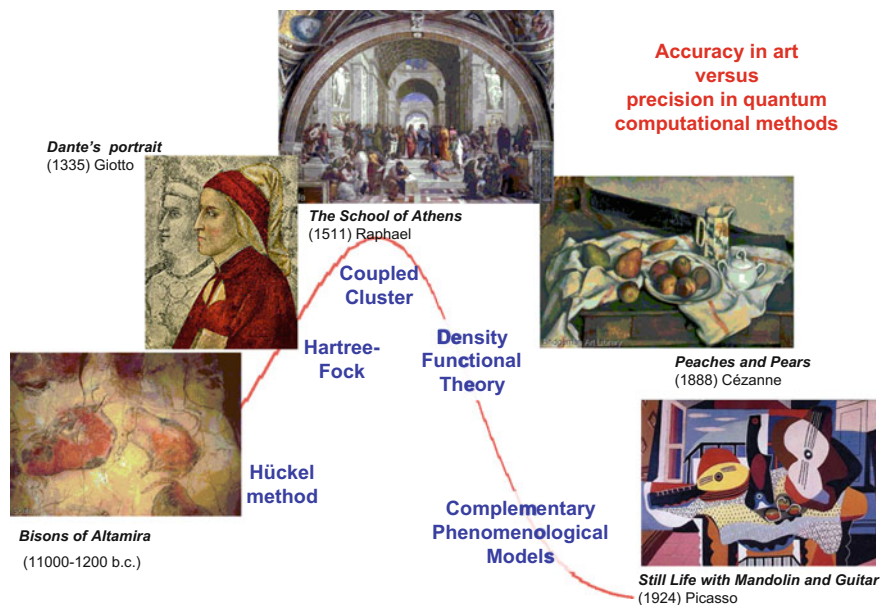 Accuracy in art
versus
precision in quantum
computational methods
Dante's portrait
(1335) Giotto
The School of Athens
(1511) Raphael
Coupled
Cluster
Hartree-
Fock
Density
Functional
Theory
Peaches and Pears
(1888) Cézanne
Hückel
method
Complementary
Phenomenological
Models
Bisons of Altamira
(11000-1200 b.c.)
Still Life with Mandolin and Guitar
(1924) Picasso